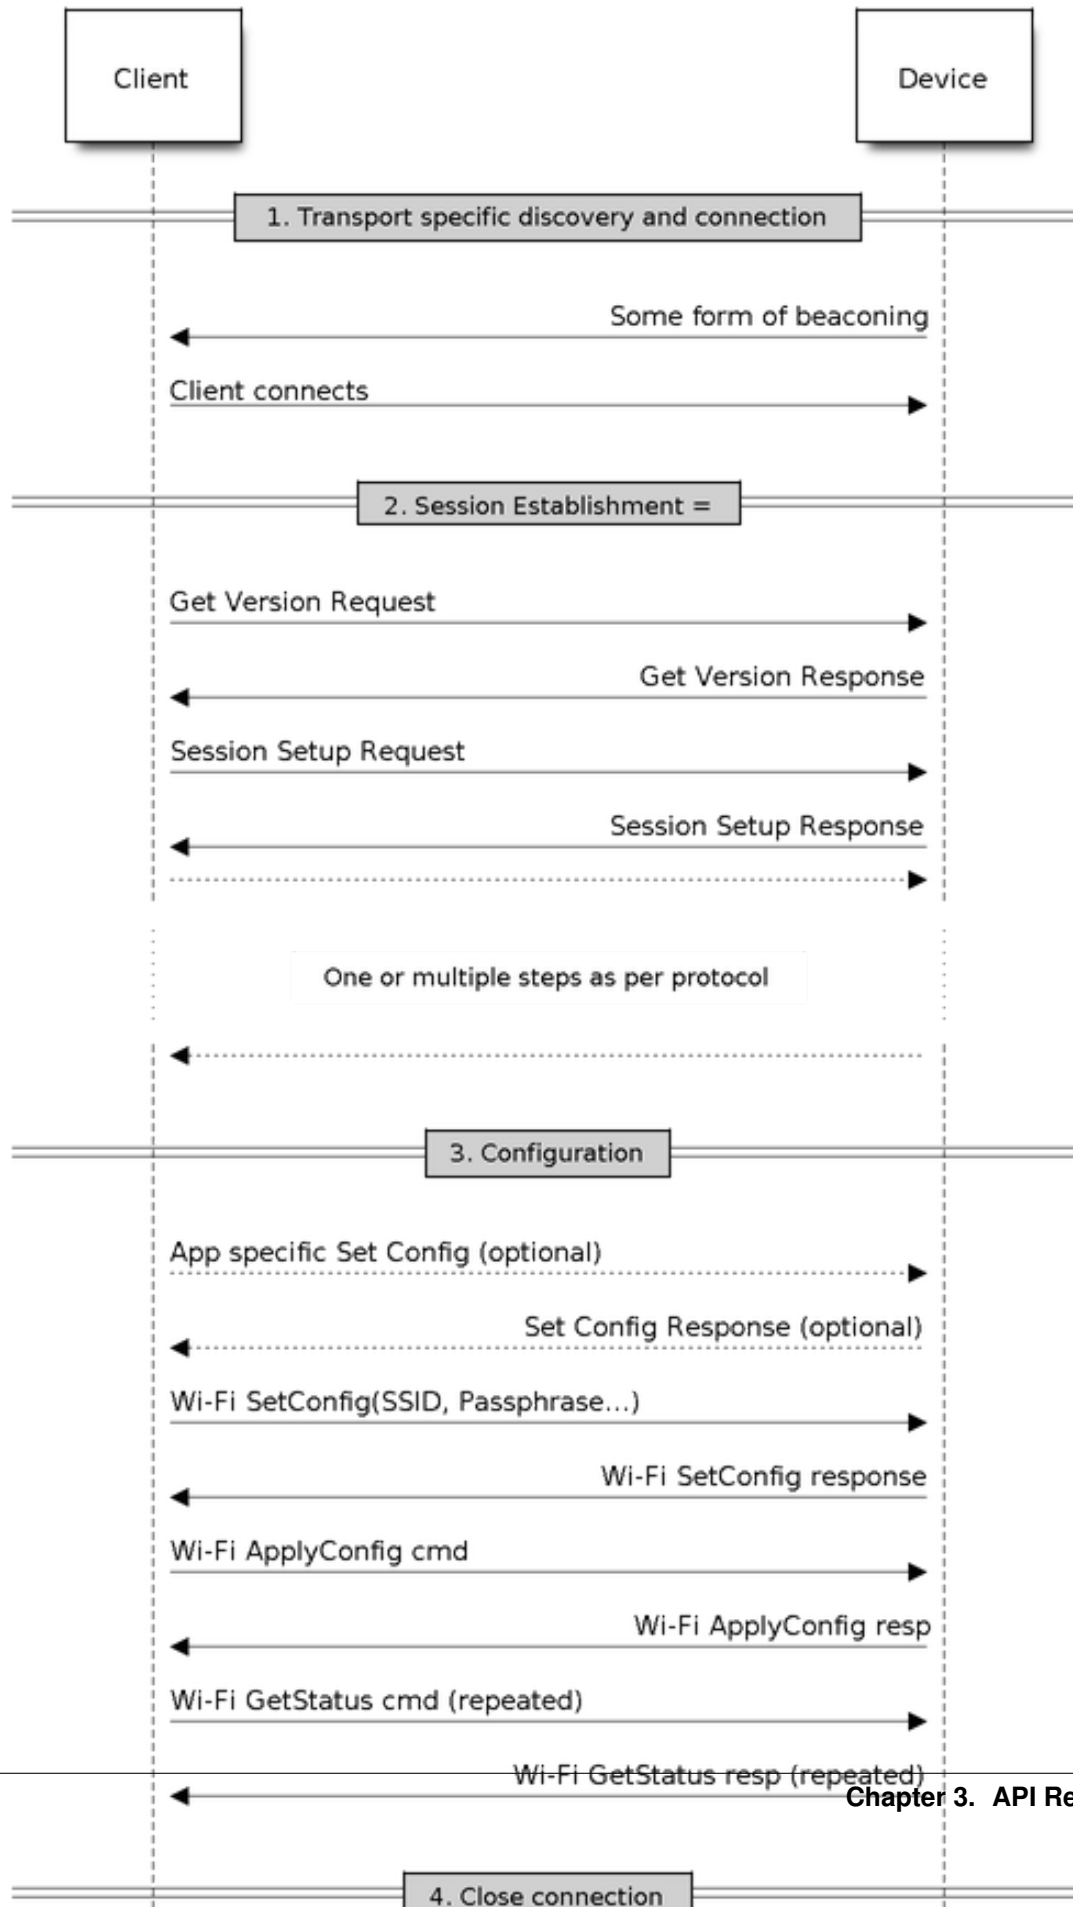 Client
Device
1. Transport specific discovery and connection
Some form of beaconing
Client connects
2. Session Establishment =
Get Version Request
Get Version Response
Session Setup Request
Session Setup Response
One or multiple steps as per protocol
3. Configuration
App specific Set Config (optional)
Set Config Response (optional)
Wi-Fi SetConfig(SSID, Passphrase...)
Wi-Fi SetConfig response
Wi-Fi ApplyConfig cmd
Wi-Fi ApplyConfig resp
Wi-Fi GetStatus cmd (repeated)
Wi-Fi GetStatus resp (repeated)
Chapter 3. API Re
4. Close connection